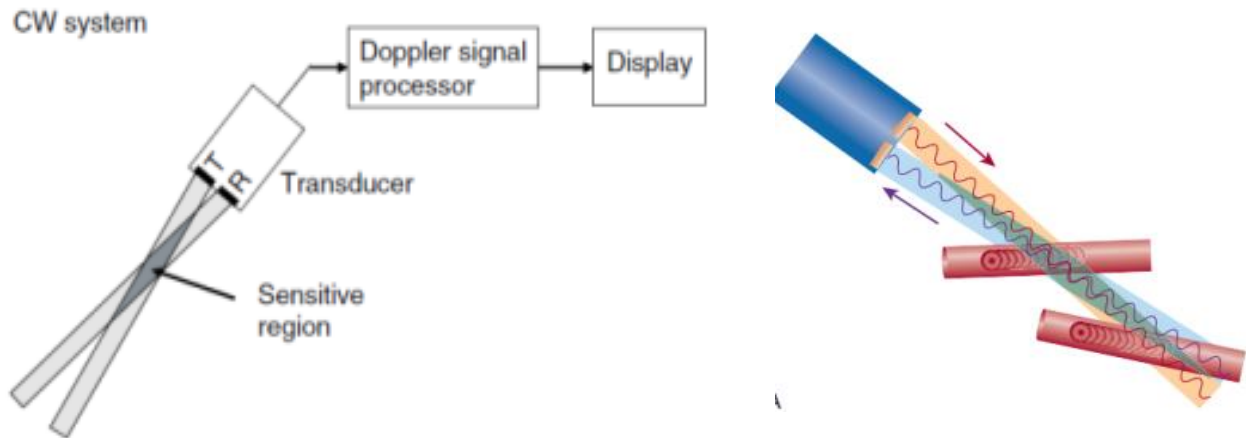 CW system
Doppler signal
processor
Display
T
R
Transducer
Sensitive
region